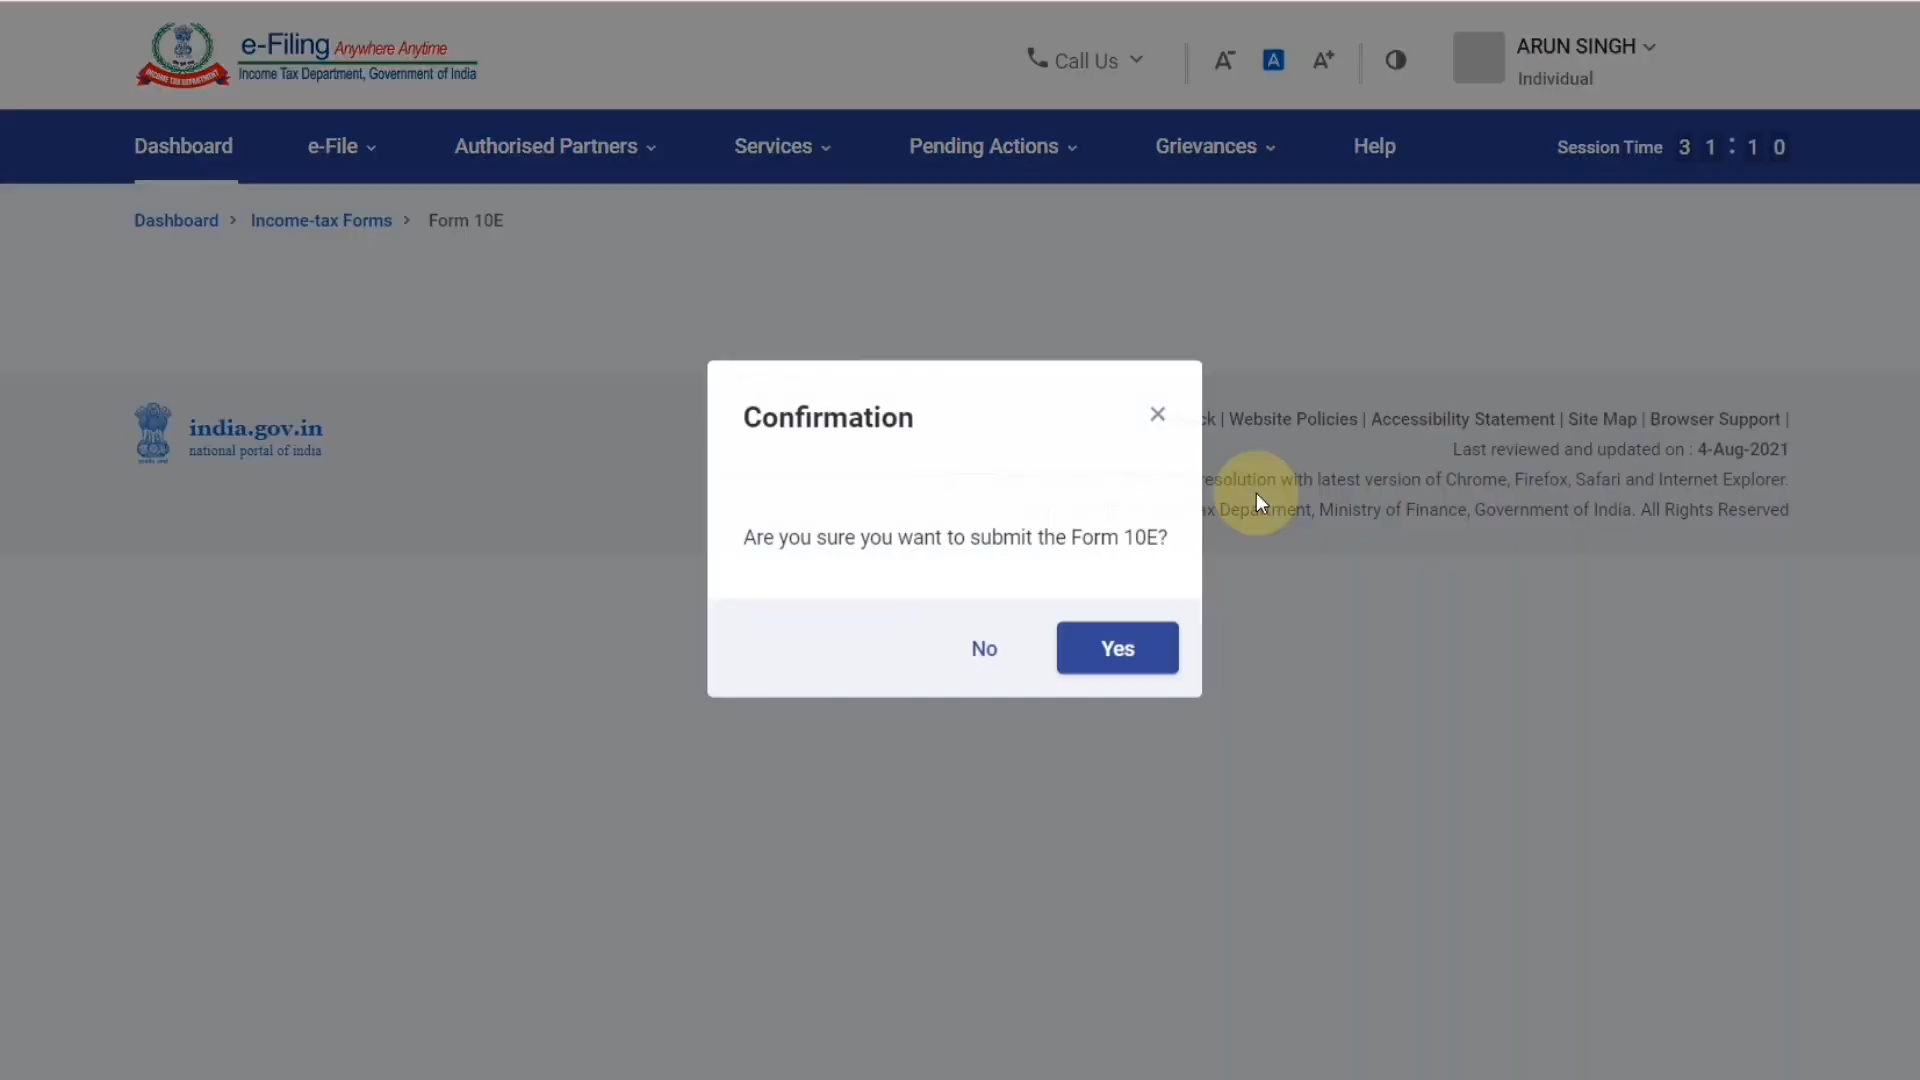 e-Filing Anywhere Anytime
Income Tax Department, Government of India
INCOME TAX DEPARTMENT
Call Us
A-
A
A+
ARUN SINGH
Individual
Dashboard
e-File
Authorised Partners
Services
Pending Actions
Grievances
Help
Session Time 3 1 : 1 0
Dashboard > Income-tax Forms > Form 10E
india.gov.in
national portal of india
| Website Policies | Accessibility Statement | Site Map | Browser Support |
Last reviewed and updated on : 4-Aug-2021
with latest version of Chrome, Firefox, Safari and Internet Explorer.
Department, Ministry of Finance, Government of India. All Rights Reserved
Confirmation
×
Are you sure you want to submit the Form 10E?
No
Yes